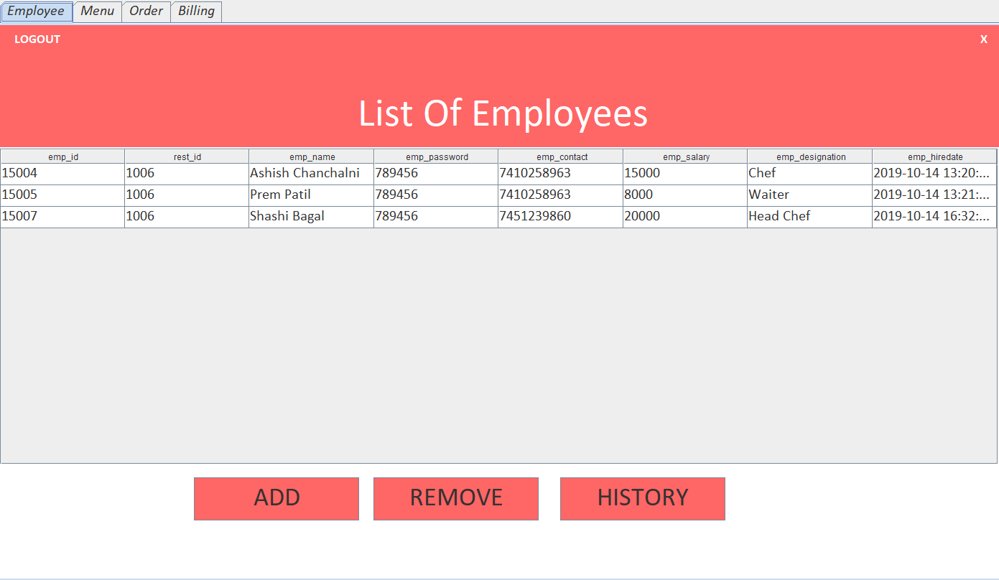 Employee Menu Order Billing
LOGOUT X
List Of Employees
emp_id rest_id emp_name emp_password emp_contact emp_salary emp_designation emp_hiredate
15004 1006 Ashish Chanchalni 789456 7410258963 15000 Chef 2019-10-14 13:20:...
15005 1006 Prem Patil 789456 7410258963 8000 Waiter 2019-10-14 13:21:...
15007 1006 Shashi Bagal 789456 7451239860 20000 Head Chef 2019-10-14 16:32:...
ADD REMOVE HISTORY